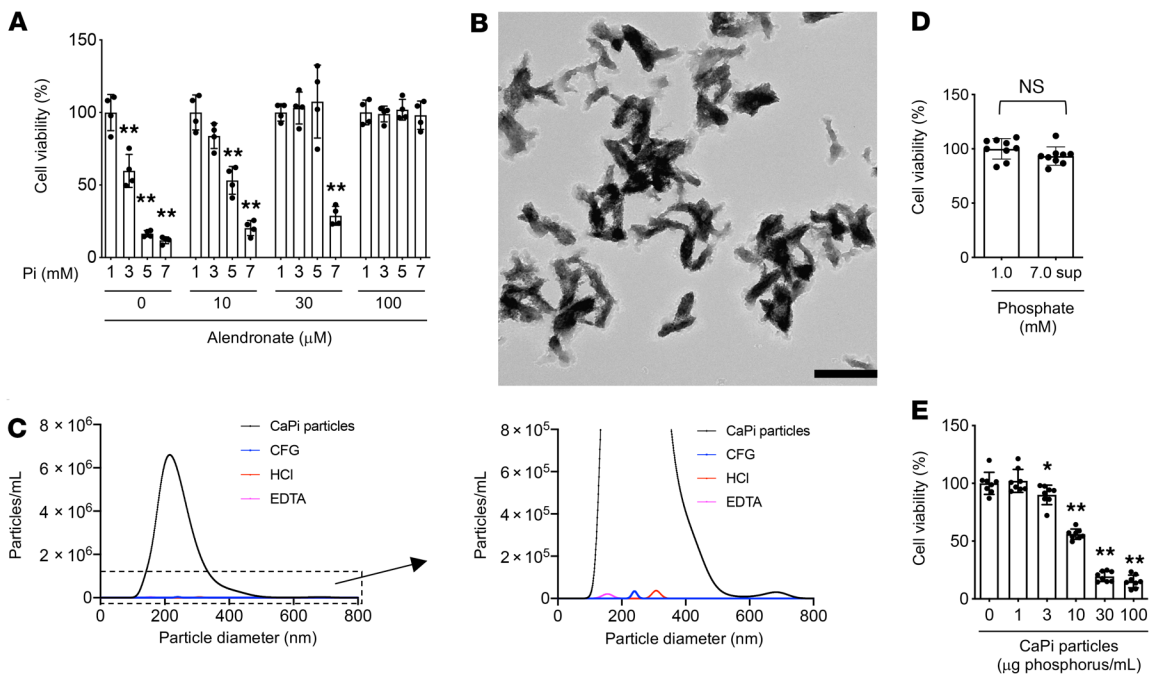 A
Cell viability (%)
150
100
50
0
** ** ** ** ** **
Pi (mM) 1 3 5 7 1 3 5 7 1 3 5 7 1 3 5 7
0 10 30 100
Alendronate (μM)
B
C
Particles/mL
8 × 10⁶
6 × 10⁶
4 × 10⁶
2 × 10⁶
0
CaPi particles
CFG
HCl
EDTA
0 200 400 600 800
Particle diameter (nm)
Particles/mL
8 × 10⁵
6 × 10⁵
4 × 10⁵
2 × 10⁵
0
CaPi particles
CFG
HCl
EDTA
0 200 400 600 800
Particle diameter (nm)
D
Cell viability (%)
NS
150
100
50
0
1.0 7.0 sup
Phosphate
(mM)
E
Cell viability (%)
150
100
50
0
* ** ** **
0 1 3 10 30 100
CaPi particles
(μg phosphorus/mL)